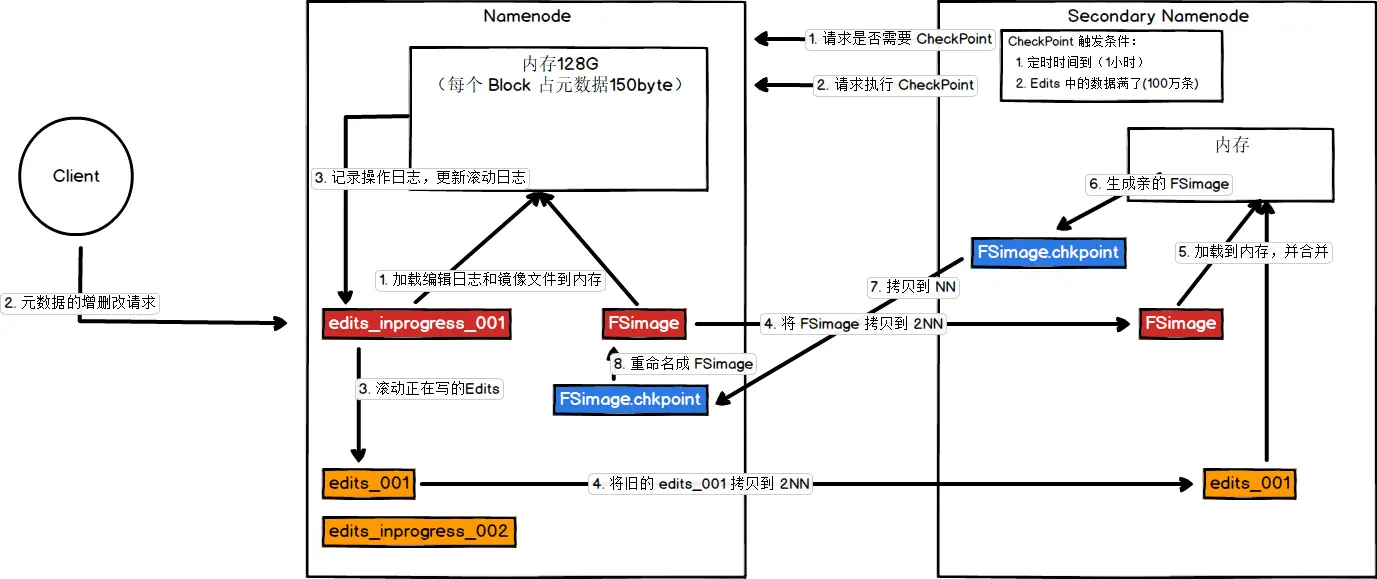 Namenode
Secondary Namenode
内存128G
（每个 Block 占元数据150byte）
1. 请求是否需要 CheckPoint
2. 请求执行 CheckPoint
CheckPoint 触发条件：
1. 定时时间到（1小时）
2. Edits 中的数据满了(100万条)
Client
内存
3. 记录操作日志，更新滚动日志
6. 生成亲的 FSimage
FSimage.chkpoint
5. 加载到内存，并合并
1. 加载编辑日志和镜像文件到内存
7. 拷贝到 NN
2. 元数据的增删改请求
edits_inprogress_001
FSimage
4. 将 FSimage 拷贝到 2NN
FSimage
8. 重命名成 FSimage
3. 滚动正在写的Edits
FSimage.chkpoint
edits_001
4. 将旧的 edits_001 拷贝到 2NN
edits_001
edits_inprogress_002